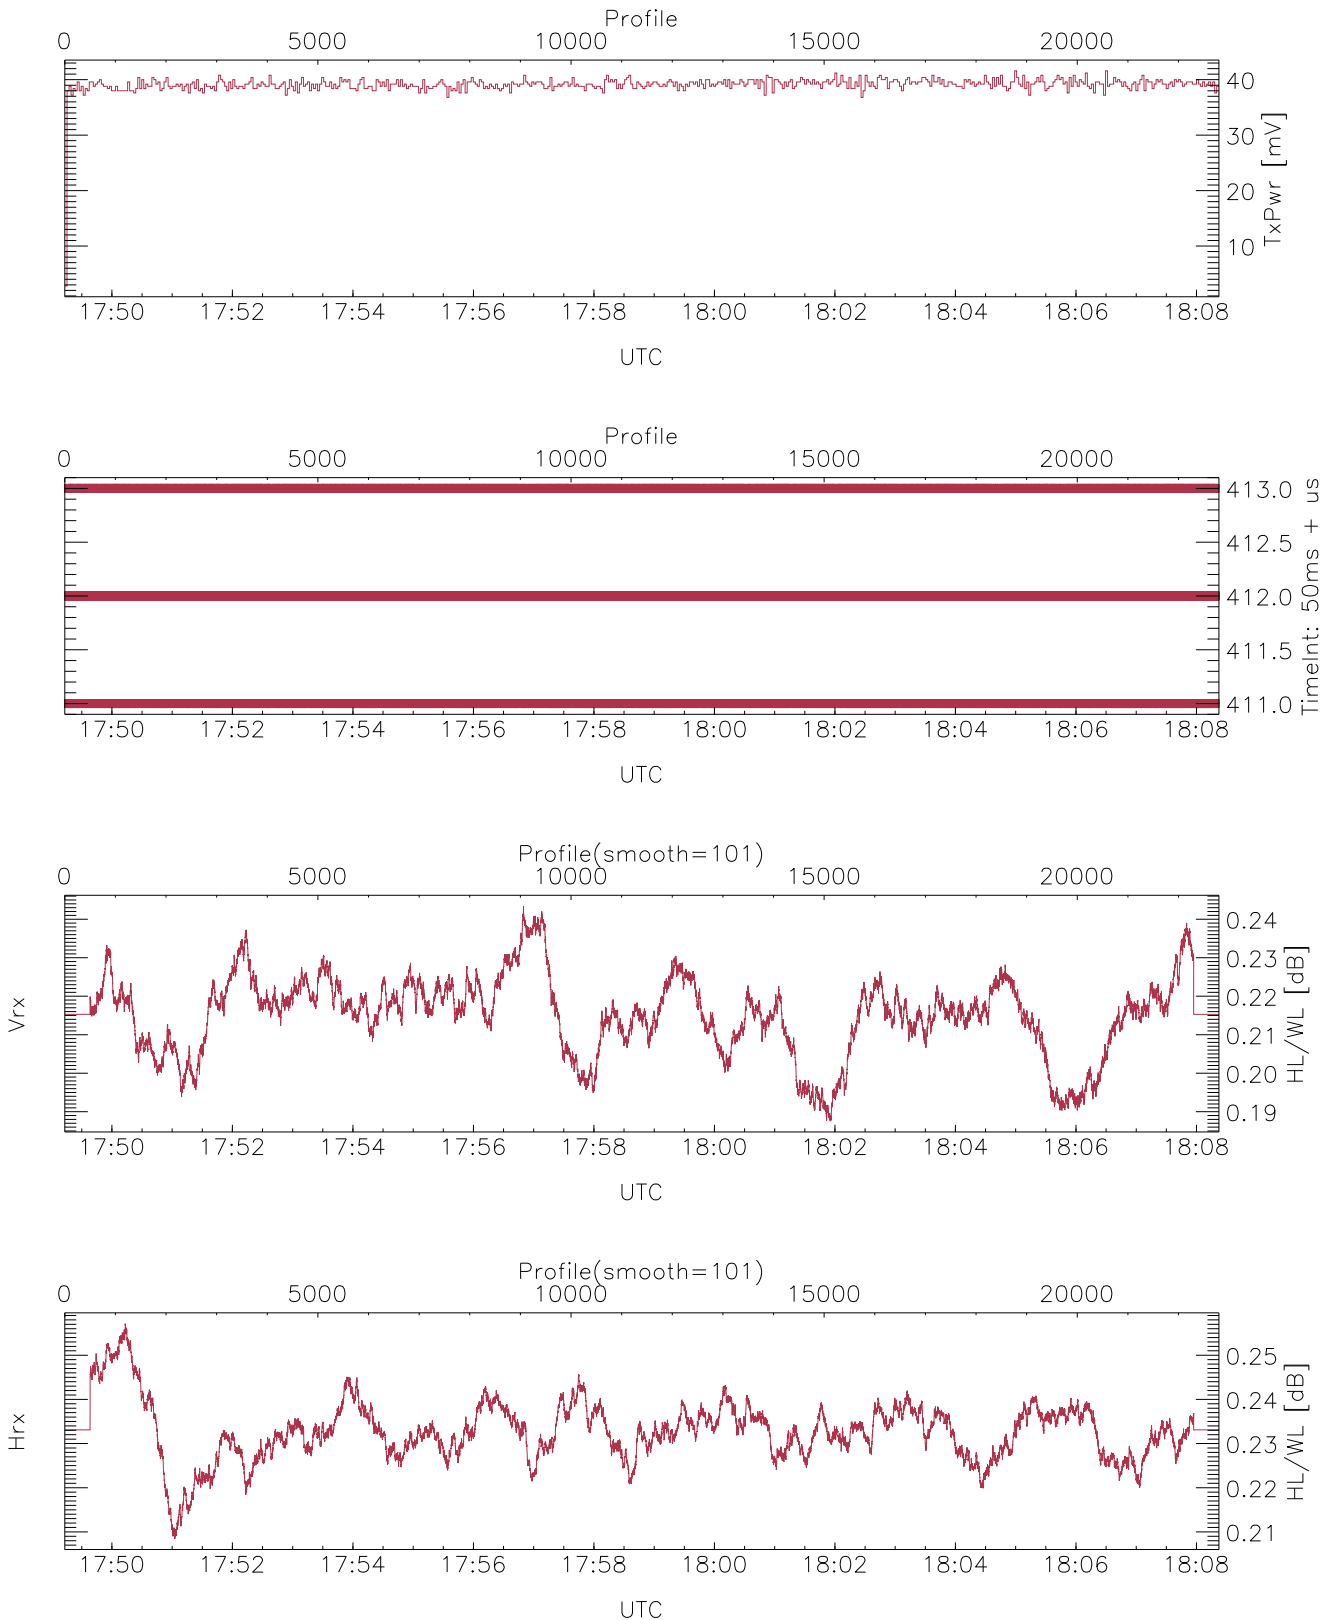 Profile
0 5000 10000 15000 20000
40
30
20
10
TxPwr [mV]
17:50 17:52 17:54 17:56 17:58 18:00 18:02 18:04 18:06 18:08
UTC
Profile
0 5000 10000 15000 20000
413.0
412.5
412.0
411.5
411.0
TimeInt: 50ms + us
17:50 17:52 17:54 17:56 17:58 18:00 18:02 18:04 18:06 18:08
UTC
Profile(smooth=101)
0 5000 10000 15000 20000
Vrx
0.24
0.23
0.22
0.21
0.20
0.19
HL/WL [dB]
17:50 17:52 17:54 17:56 17:58 18:00 18:02 18:04 18:06 18:08
UTC
Profile(smooth=101)
0 5000 10000 15000 20000
Hrx
0.25
0.24
0.23
0.22
0.21
HL/WL [dB]
17:50 17:52 17:54 17:56 17:58 18:00 18:02 18:04 18:06 18:08
UTC